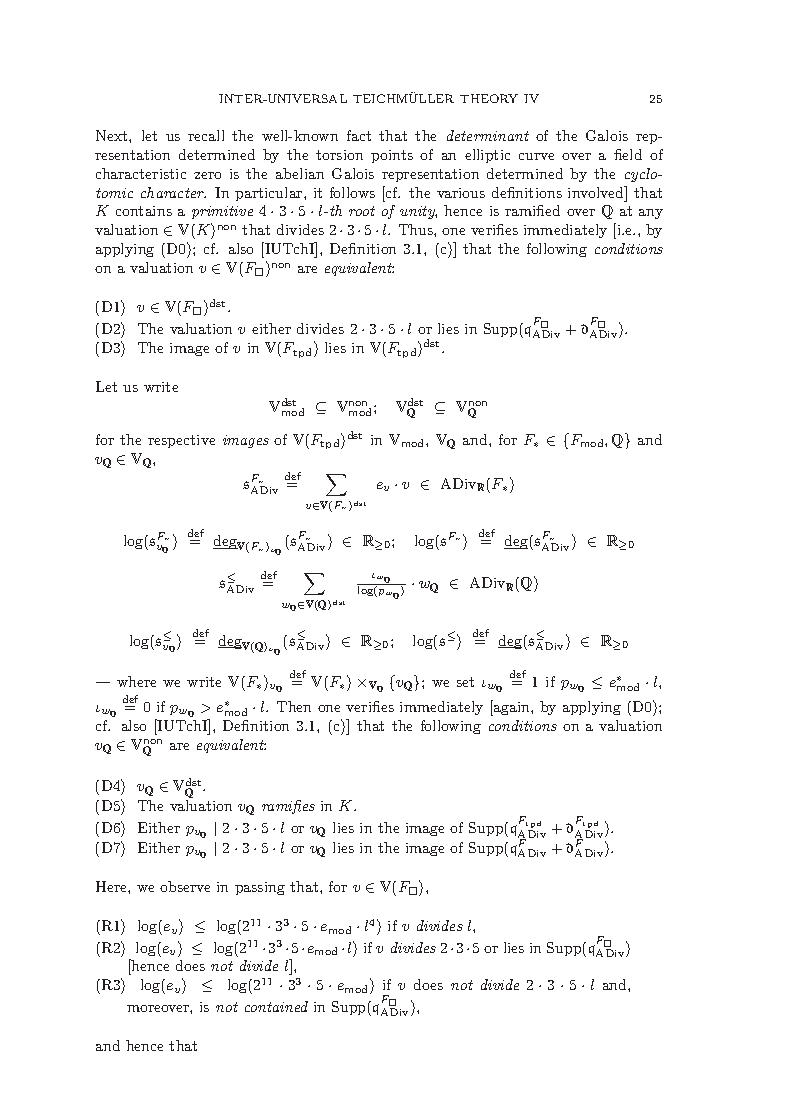 INTER-UNIVERSAL TEICHMÜLLER THEORY IV 25
Next, let us recall the well-known fact that the determinant of the Galois rep-
resentation determined by the torsion points of an elliptic curve over a field of
characteristic zero is the abelian Galois representation determined by the cyclo-
tomic character. In particular, it follows [cf. the various definitions involved] that
K contains a primitive 4 · 3 · 5 · l-th root of unity, hence is ramified over ℚ at any
valuation ∈ 𝕍(K)^non that divides 2 · 3 · 5 · l. Thus, one verifies immediately [i.e., by
applying (D0); cf. also [IUTchI], Definition 3.1, (c)] that the following conditions
on a valuation v ∈ 𝕍(F_□)^non are equivalent:
(D1) v ∈ 𝕍(F_□)^dst.
(D2) The valuation v either divides 2 · 3 · 5 · l or lies in Supp(𝔮^{F_□}_ADiv + 𝔡^{F_□}_ADiv).
(D3) The image of v in 𝕍(F_tpd) lies in 𝕍(F_tpd)^dst.
Let us write
𝕍^dst_mod ⊆ 𝕍^non_mod; 𝕍^dst_ℚ ⊆ 𝕍^non_ℚ
for the respective images of 𝕍(F_tpd)^dst in 𝕍_mod, 𝕍_ℚ and, for F_* ∈ {F_mod, ℚ} and
v_ℚ ∈ 𝕍_ℚ,
𝔰^{F_*}_ADiv def= ∑_{v∈𝕍(F_*)^dst} e_v · v ∈ ADiv_ℝ(F_*)
log(𝔰^{F_*}_{v_ℚ}) def= deg_{𝕍(F_*)_{v_ℚ}}(𝔰^{F_*}_ADiv) ∈ ℝ_≥0; log(𝔰^{F_*}) def= deg(𝔰^{F_*}_ADiv) ∈ ℝ_≥0
𝔰^≤_ADiv def= ∑_{w_ℚ∈𝕍(ℚ)^dst} ι_{w_ℚ}/log(p_{w_ℚ}) · w_ℚ ∈ ADiv_ℝ(ℚ)
log(𝔰^≤_{v_ℚ}) def= deg_{𝕍(ℚ)_{v_ℚ}}(𝔰^≤_ADiv) ∈ ℝ_≥0; log(𝔰^≤) def= deg(𝔰^≤_ADiv) ∈ ℝ_≥0
— where we write 𝕍(F_*)_{v_ℚ} def= 𝕍(F_*) ×_{𝕍_ℚ} {v_ℚ}; we set ι_{w_ℚ} def= 1 if p_{w_ℚ} ≤ e^*_mod · l,
ι_{w_ℚ} def= 0 if p_{w_ℚ} > e^*_mod · l. Then one verifies immediately [again, by applying (D0);
cf. also [IUTchI], Definition 3.1, (c)] that the following conditions on a valuation
v_ℚ ∈ 𝕍^non_ℚ are equivalent:
(D4) v_ℚ ∈ 𝕍^dst_ℚ.
(D5) The valuation v_ℚ ramifies in K.
(D6) Either p_{v_ℚ} | 2 · 3 · 5 · l or v_ℚ lies in the image of Supp(𝔮^{F_tpd}_ADiv + 𝔡^{F_tpd}_ADiv).
(D7) Either p_{v_ℚ} | 2 · 3 · 5 · l or v_ℚ lies in the image of Supp(𝔮^F_ADiv + 𝔡^F_ADiv).
Here, we observe in passing that, for v ∈ 𝕍(F_□),
(R1) log(e_v) ≤ log(2^11 · 3^3 · 5 · e_mod · l^4) if v divides l,
(R2) log(e_v) ≤ log(2^11 · 3^3 · 5 · e_mod · l) if v divides 2·3·5 or lies in Supp(𝔮^{F_□}_ADiv)
[hence does not divide l],
(R3) log(e_v) ≤ log(2^11 · 3^3 · 5 · e_mod) if v does not divide 2 · 3 · 5 · l and,
moreover, is not contained in Supp(𝔮^{F_□}_ADiv),
and hence that